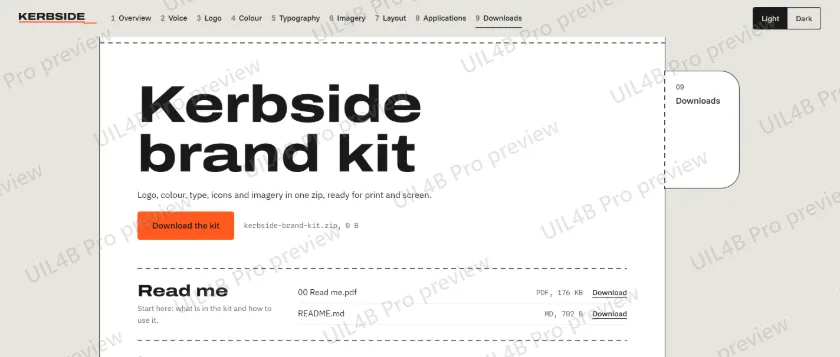 KERBSIDE
1 Overview 2 Voice 3 Logo 4 Colour 5 Typography 6 Imagery 7 Layout 8 Applications 9 Downloads
Light Dark
09
Downloads
Kerbside
brand kit
Logo, colour, type, icons and imagery in one zip, ready for print and screen.
Download the kit kerbside-brand-kit.zip, 0 B
Read me
Start here: what is in the kit and how to
use it.
00 Read me.pdf PDF, 176 KB Download
README.md MD, 702 B Download
UIL4B Pro preview